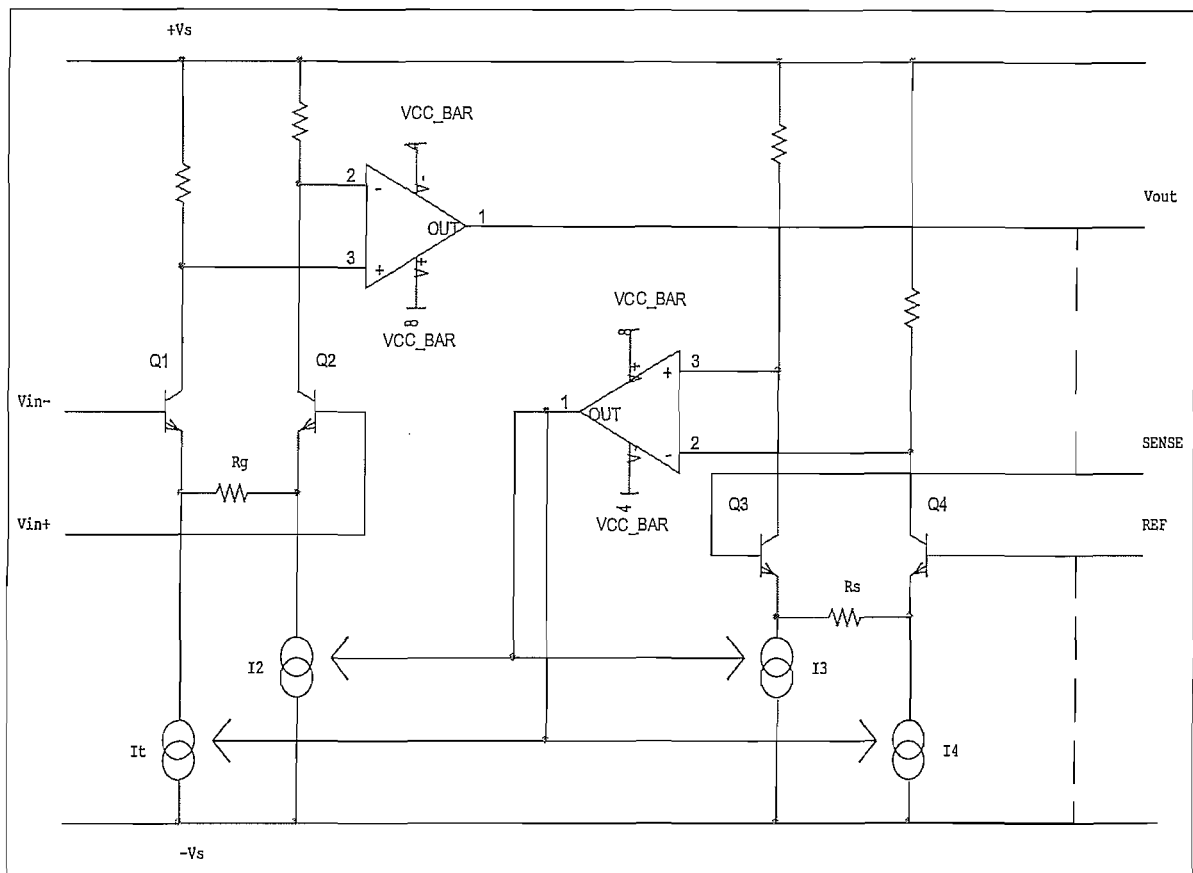 +Vs
VCC_BAR
4
V-
2
-
1
Vout
OUT
3
+
V+
8
VCC_BAR
VCC_BAR
8
V+
3
+
1
OUT
2
-
V-
4
VCC_BAR
Q1
Q2
Vin-
Rg
Vin+
SENSE
Q3
Q4
REF
Rs
I2
I3
It
I4
-Vs